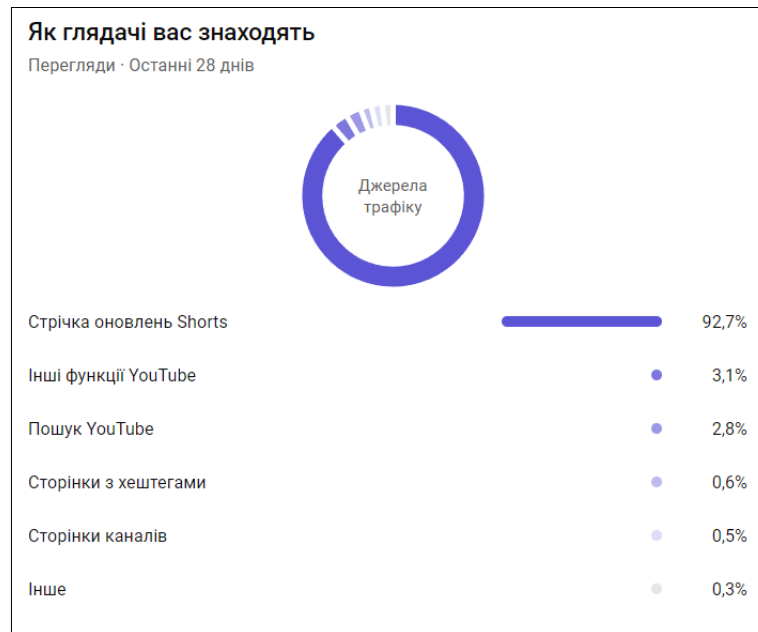 Як глядачі вас знаходять
Перегляди · Останні 28 днів
Джерела
трафіку
Стрічка оновлень Shorts 92,7%
Інші функції YouTube 3,1%
Пошук YouTube 2,8%
Сторінки з хештегами 0,6%
Сторінки каналів 0,5%
Інше 0,3%